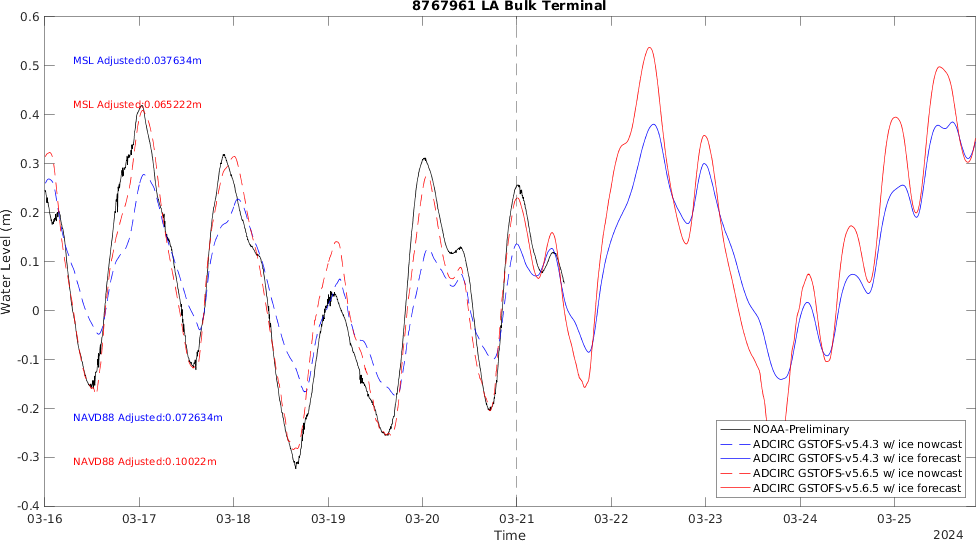 8767961 LA Bulk Terminal
0.6
0.5
0.4
0.3
0.2
0.1
0
-0.1
-0.2
-0.3
-0.4
Water Level (m)
MSL Adjusted:0.037634m
MSL Adjusted:0.065222m
NAVD88 Adjusted:0.072634m
NAVD88 Adjusted:0.10022m
NOAA-Preliminary
ADCIRC GSTOFS-v5.4.3 w/ ice nowcast
ADCIRC GSTOFS-v5.4.3 w/ ice forecast
ADCIRC GSTOFS-v5.6.5 w/ ice nowcast
ADCIRC GSTOFS-v5.6.5 w/ ice forecast
03-16 03-17 03-18 03-19 03-20 03-21 03-22 03-23 03-24 03-25
Time
2024